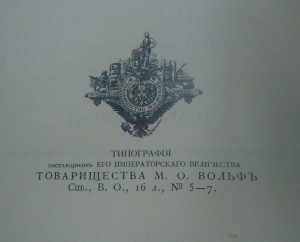 ТИПОГРАФІЯ
поставщиковъ ЕГО ИМПЕРАТОРСКАГО ВЕЛИЧЕСТВА
ТОВАРИЩЕСТВА М. О. ВОЛЬФЪ
Спб., В. О., 16 л., № 5—7.